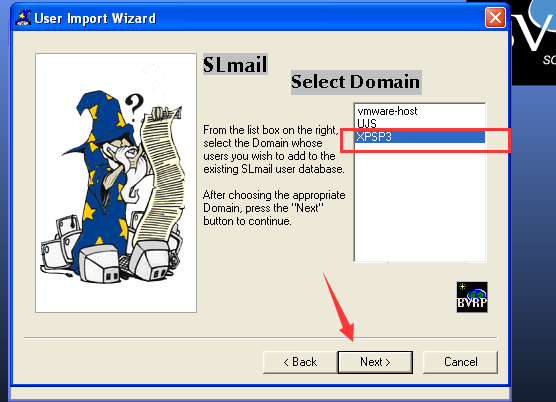 User Import Wizard
SLmail
Select Domain
From the list box on the right,
select the Domain whose
users you wish to add to the
existing SLmail user database.
After choosing the appropriate
Domain, press the "Next"
button to continue.
vmware-host
UJS
XPSP3
BVRP
< Back
Next >
Cancel